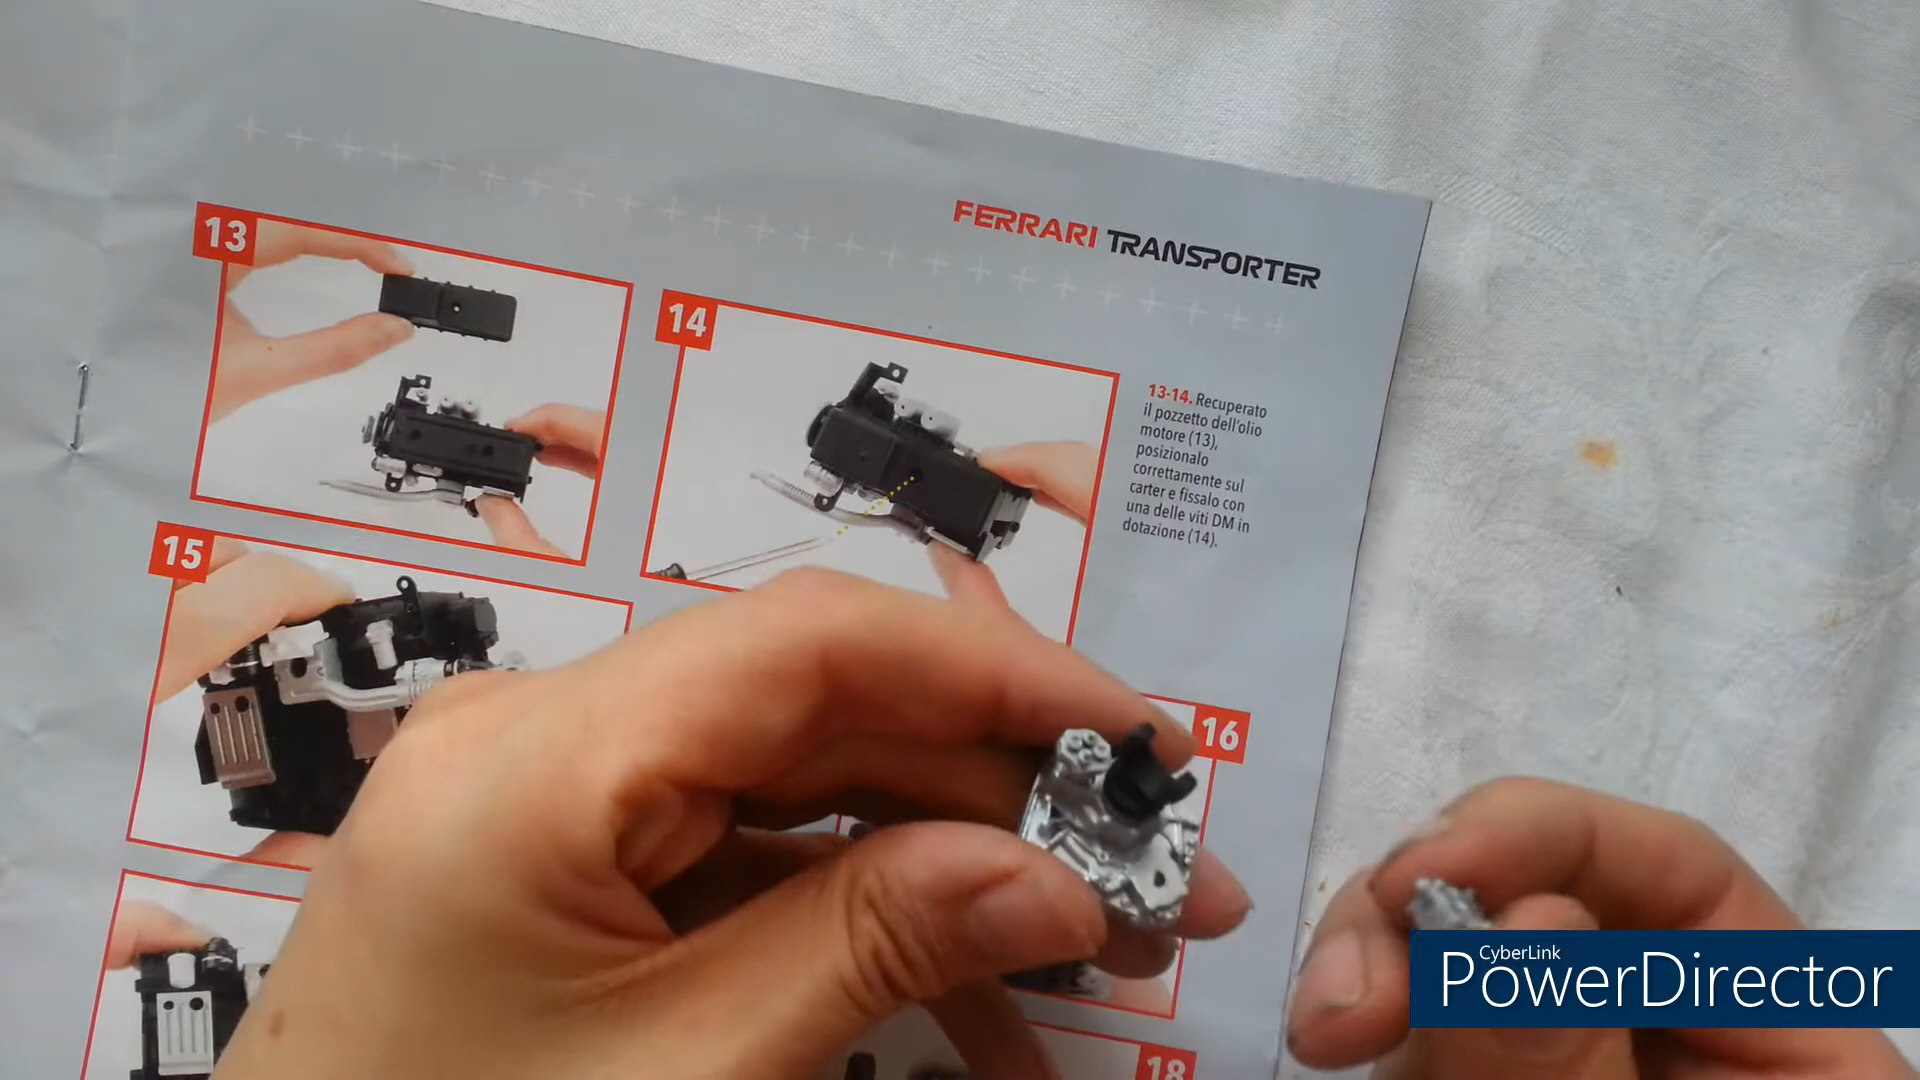 FERRARI TRANSPORTER
13
14
13-14. Recuperato
il pozzetto dell'olio
motore (13),
posizionalo
correttamente sul
carter e fissalo con
una delle viti DM in
dotazione (14).
15
16
18
CyberLink
PowerDirector